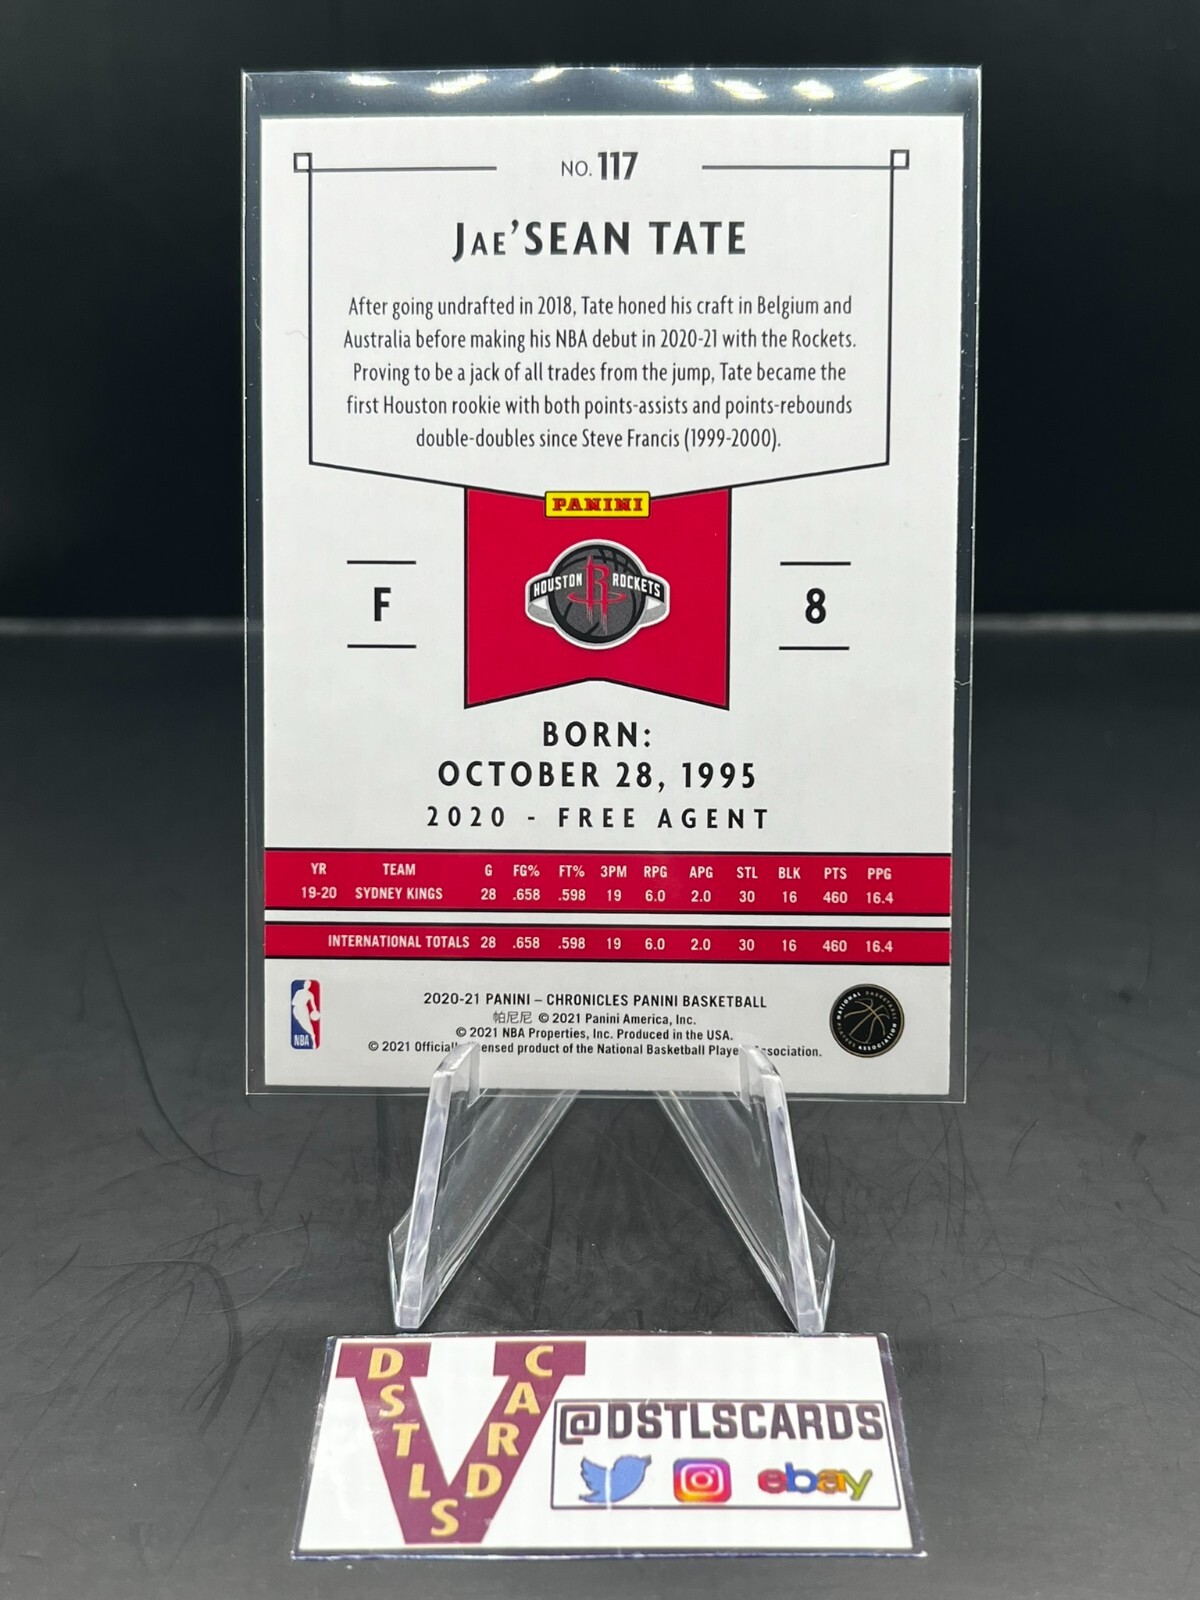 NO. 117
JAE'SEAN TATE
After going undrafted in 2018, Tate honed his craft in Belgium and
Australia before making his NBA debut in 2020-21 with the Rockets.
Proving to be a jack of all trades from the jump, Tate became the
first Houston rookie with both points-assists and points-rebounds
double-doubles since Steve Francis (1999-2000).
PANINI
HOUSTON R ROCKETS
F
8
BORN:
OCTOBER 28, 1995
2020 - FREE AGENT
YR TEAM G FG% FT% 3PM RPG APG STL BLK PTS PPG
19-20 SYDNEY KINGS 28 .658 .598 19 6.0 2.0 30 16 460 16.4
INTERNATIONAL TOTALS 28 .658 .598 19 6.0 2.0 30 16 460 16.4
NBA
2020-21 PANINI – CHRONICLES PANINI BASKETBALL
帕尼尼 © 2021 Panini America, Inc.
© 2021 NBA Properties, Inc. Produced in the USA.
© 2021 product of the National Basketball
NATIONAL BASKETBALL PLAYERS ASSOCIATION
DSTLS CARDS
@DSTLSCARDS
ebay